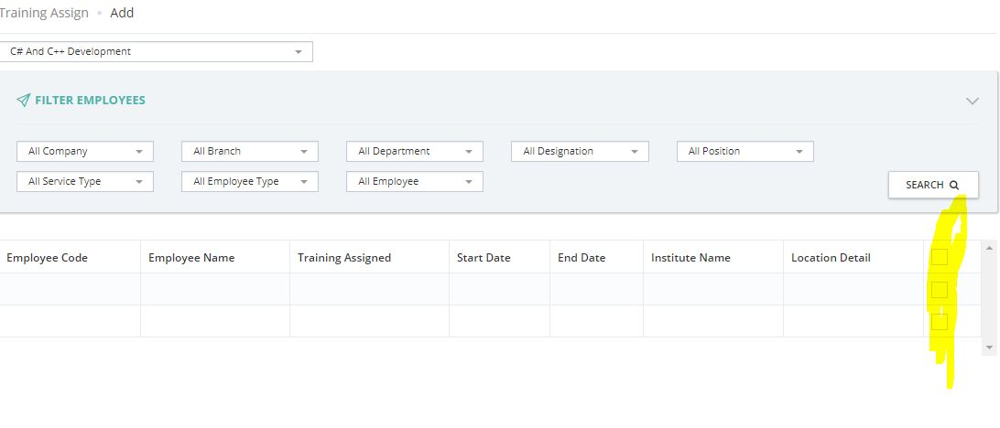 Training Assign Add
C# And C++ Development
FILTER EMPLOYEES
All Company All Branch All Department All Designation All Position
All Service Type All Employee Type All Employee
SEARCH
Employee Code Employee Name Training Assigned Start Date End Date Institute Name Location Detail